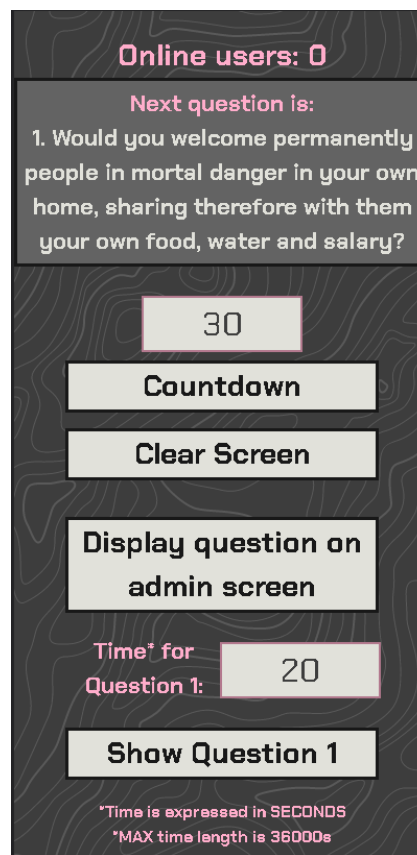 Online users: 0
Next question is:
1. Would you welcome permanently
people in mortal danger in your own
home, sharing therefore with them
your own food, water and salary?
30
Countdown
Clear Screen
Display question on
admin screen
Time* for
Question 1:
20
Show Question 1
*Time is expressed in SECONDS
*MAX time length is 36000s